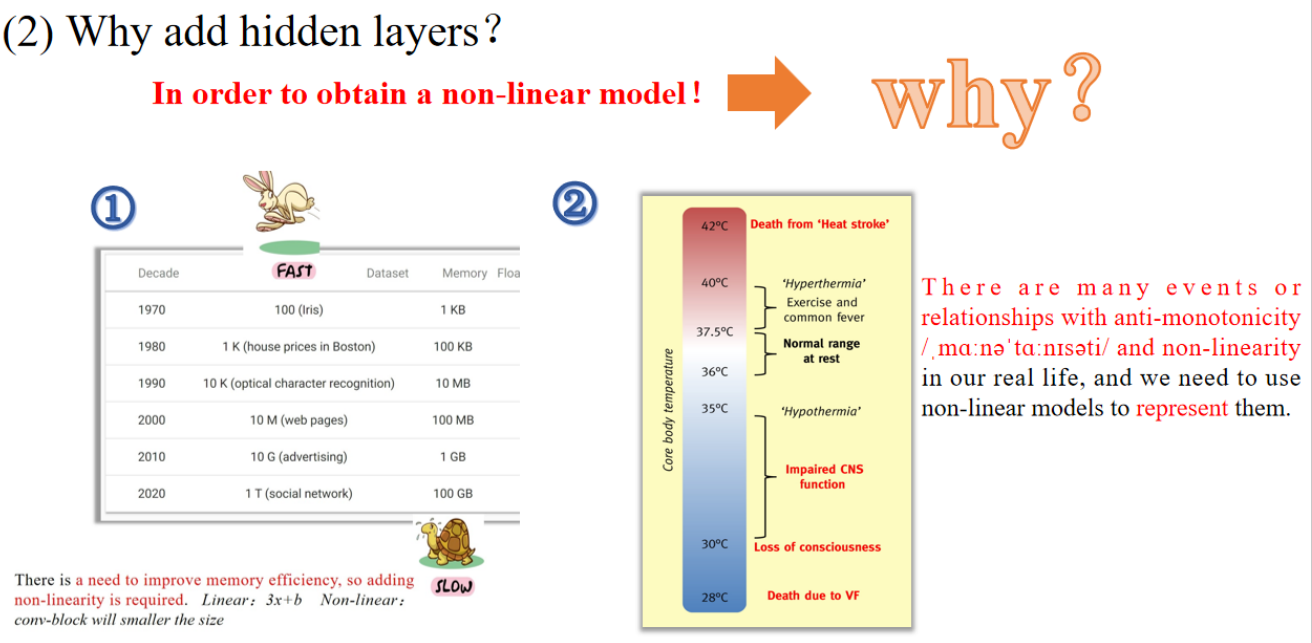 (2) Why add hidden layers?
In order to obtain a non-linear model!
why?
①
Decade FAST Dataset Memory Floa
1970 100 (Iris) 1 KB
1980 1 K (house prices in Boston) 100 KB
1990 10 K (optical character recognition) 10 MB
2000 10 M (web pages) 100 MB
2010 10 G (advertising) 1 GB
2020 1 T (social network) 100 GB
SLOW
There is a need to improve memory efficiency, so adding
non-linearity is required. Linear: 3x+b Non-linear:
conv-block will smaller the size
②
Core body temperature
42ºC Death from ‘Heat stroke’
40ºC ‘Hyperthermia’
Exercise and
common fever
37.5ºC
Normal range
at rest
36ºC
35ºC ‘Hypothermia’
Impaired CNS
function
30ºC Loss of consciousness
28ºC Death due to VF
There are many events or
relationships with anti-monotonicity
/ˌmɑːnəˈtɑːnɪsəti/ and non-linearity
in our real life, and we need to use
non-linear models to represent them.